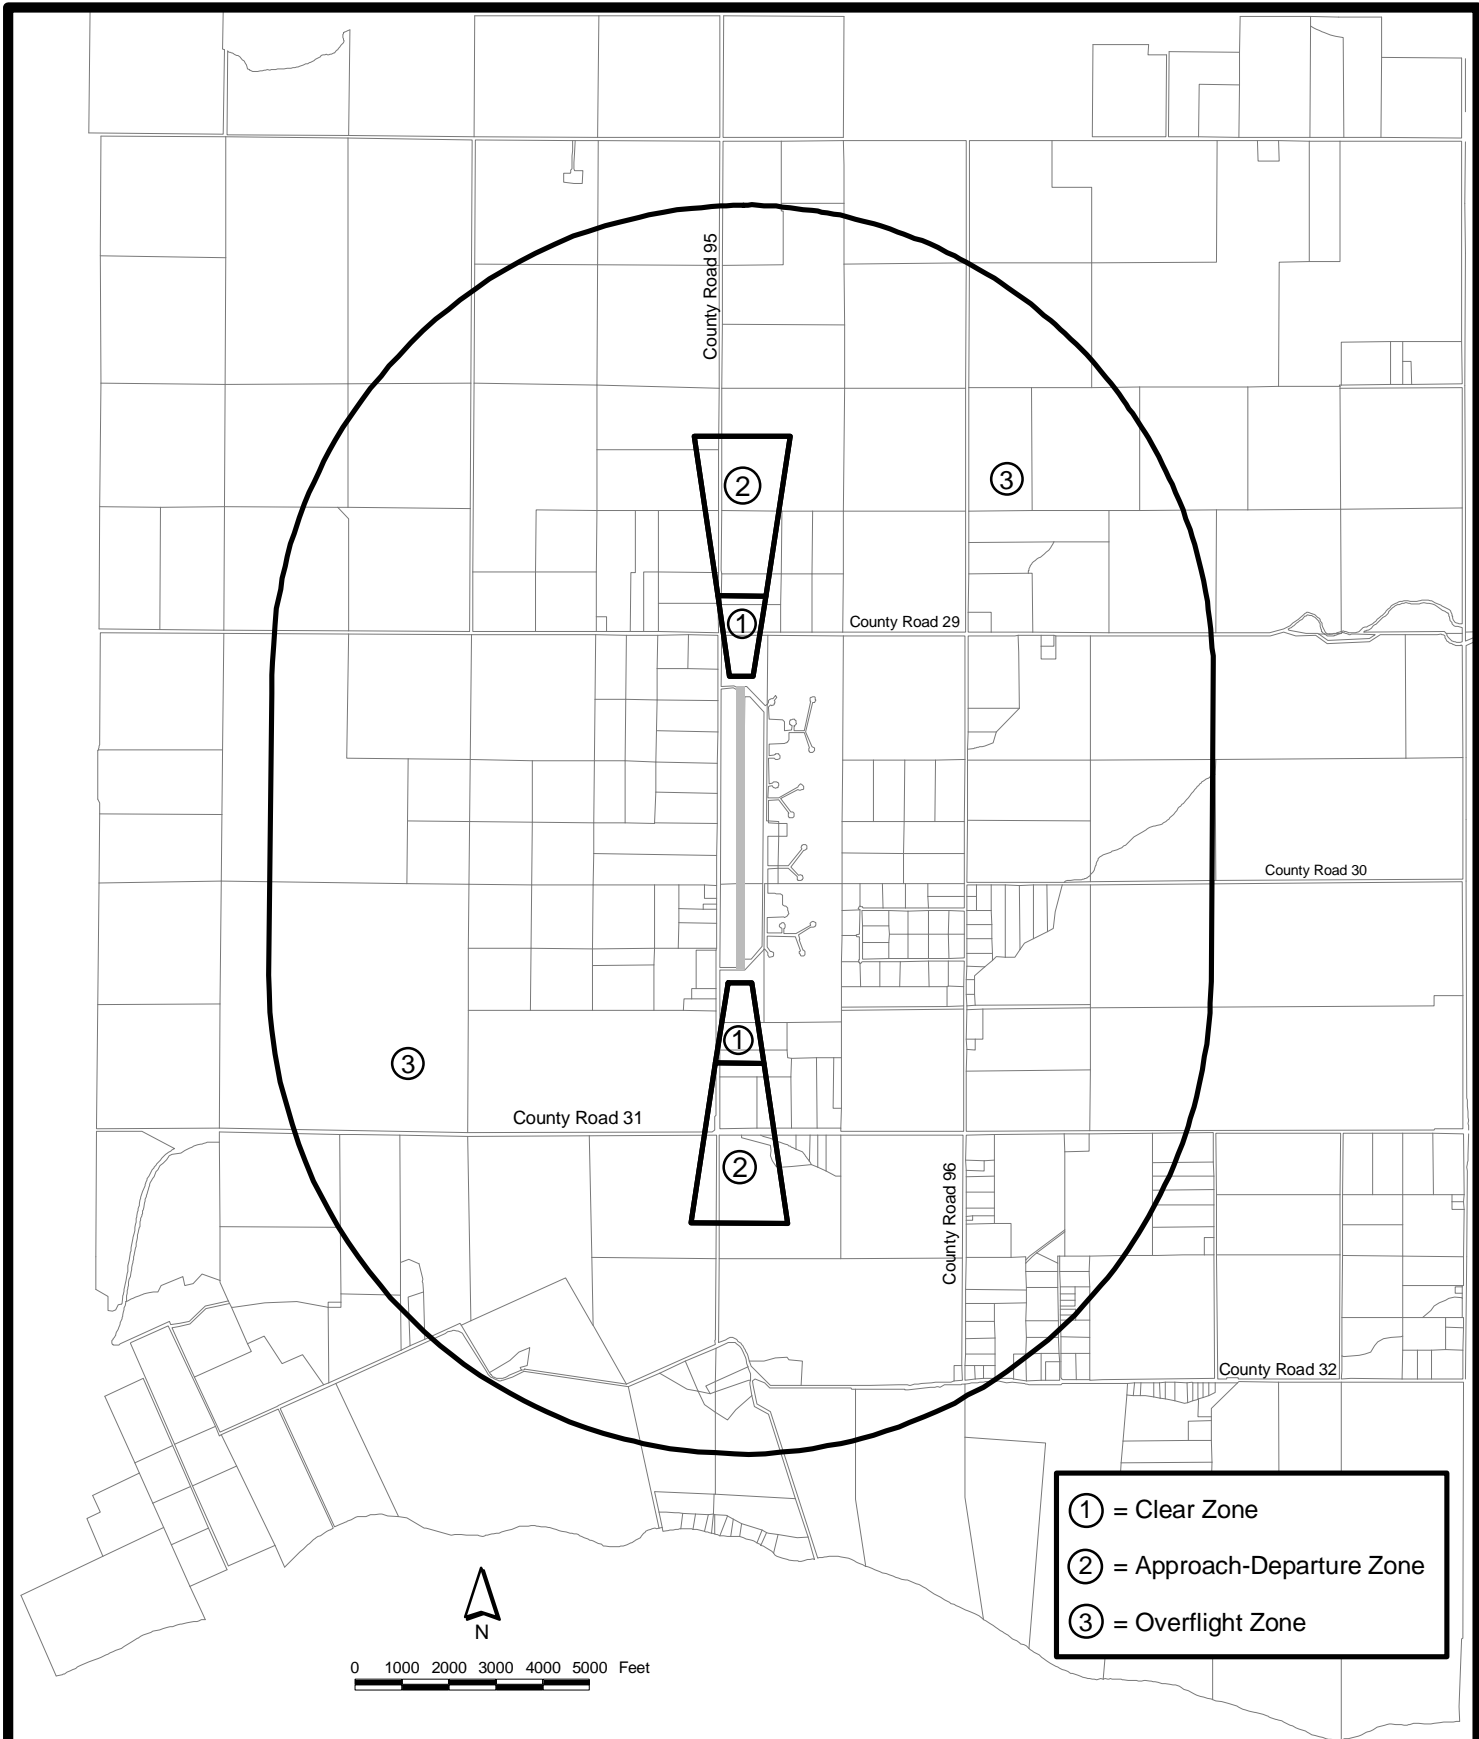 County Road 95
2
3
1
County Road 29
County Road 30
1
3
County Road 31
2
County Road 96
County Road 32
1 = Clear Zone
2 = Approach-Departure Zone
3 = Overflight Zone
N
0 1000 2000 3000 4000 5000 Feet